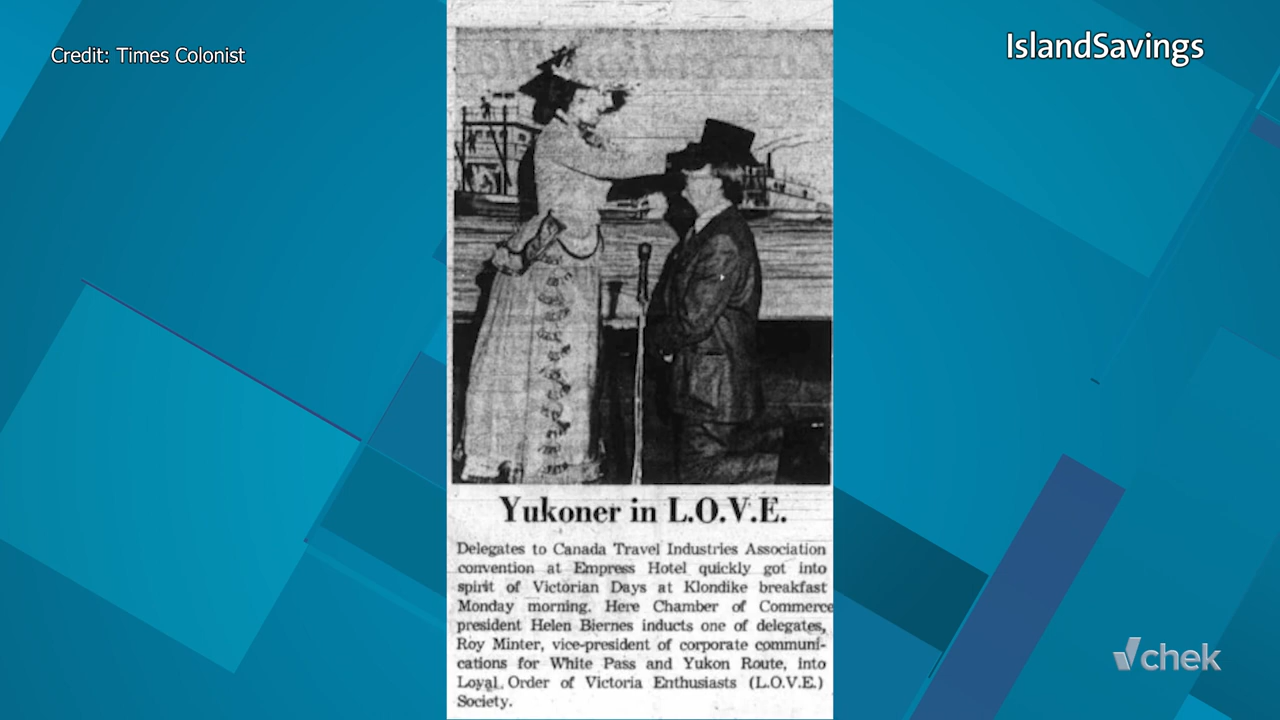 Credit: Times Colonist
IslandSavings
Yukoner in L.O.V.E.
Delegates to Canada Travel Industries Association
convention at Empress Hotel quickly got into
spirit of Victorian Days at Klondike breakfast
Monday morning. Here Chamber of Commerce
president Helen Biernes inducts one of delegates,
Roy Minter, vice-president of corporate communi-
cations for White Pass and Yukon Route, into
Loyal Order of Victoria Enthusiasts (L.O.V.E.)
Society.
chek